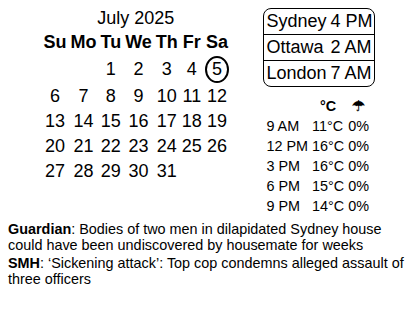 July 2025
Su Mo Tu We Th Fr Sa
1 2 3 4 5
6 7 8 9 10 11 12
13 14 15 16 17 18 19
20 21 22 23 24 25 26
27 28 29 30 31
Sydney 4 PM
Ottawa 2 AM
London 7 AM
°C ☂
9 AM 11°C 0%
12 PM 16°C 0%
3 PM 16°C 0%
6 PM 15°C 0%
9 PM 14°C 0%
Guardian: Bodies of two men in dilapidated Sydney house
could have been undiscovered by housemate for weeks
SMH: ‘Sickening attack’: Top cop condemns alleged assault of
three officers